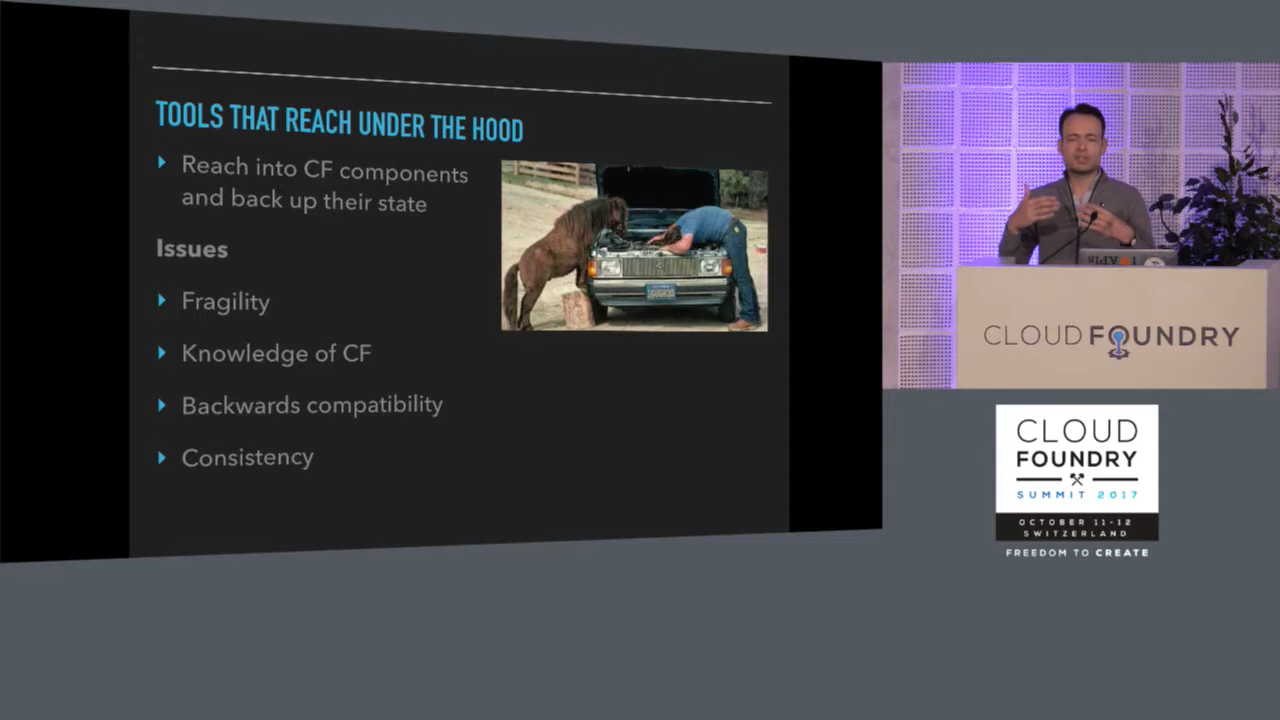 TOOLS THAT REACH UNDER THE HOOD
Reach into CF components
and back up their state
Issues
Fragility
Knowledge of CF
Backwards compatibility
Consistency
CLOUD FOUNDRY
CLOUD
FOUNDRY
SUMMIT 2017
OCTOBER 11-12
SWITZERLAND
FREEDOM TO CREATE